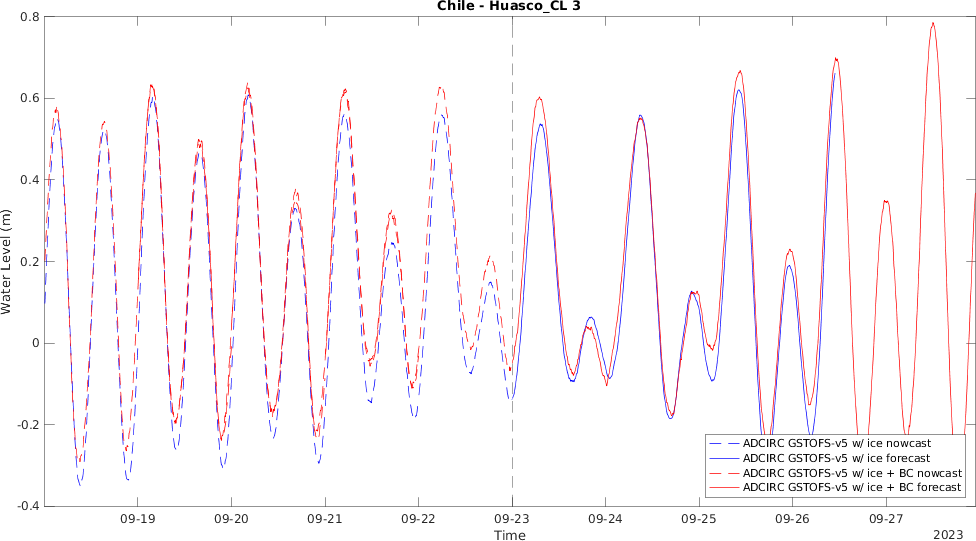 Chile - Huasco_CL 3
Water Level (m)
0.8
0.6
0.4
0.2
0
-0.2
-0.4
ADCIRC GSTOFS-v5 w/ ice nowcast
ADCIRC GSTOFS-v5 w/ ice forecast
ADCIRC GSTOFS-v5 w/ ice + BC nowcast
ADCIRC GSTOFS-v5 w/ ice + BC forecast
09-19 09-20 09-21 09-22 09-23 09-24 09-25 09-26 09-27
Time
2023